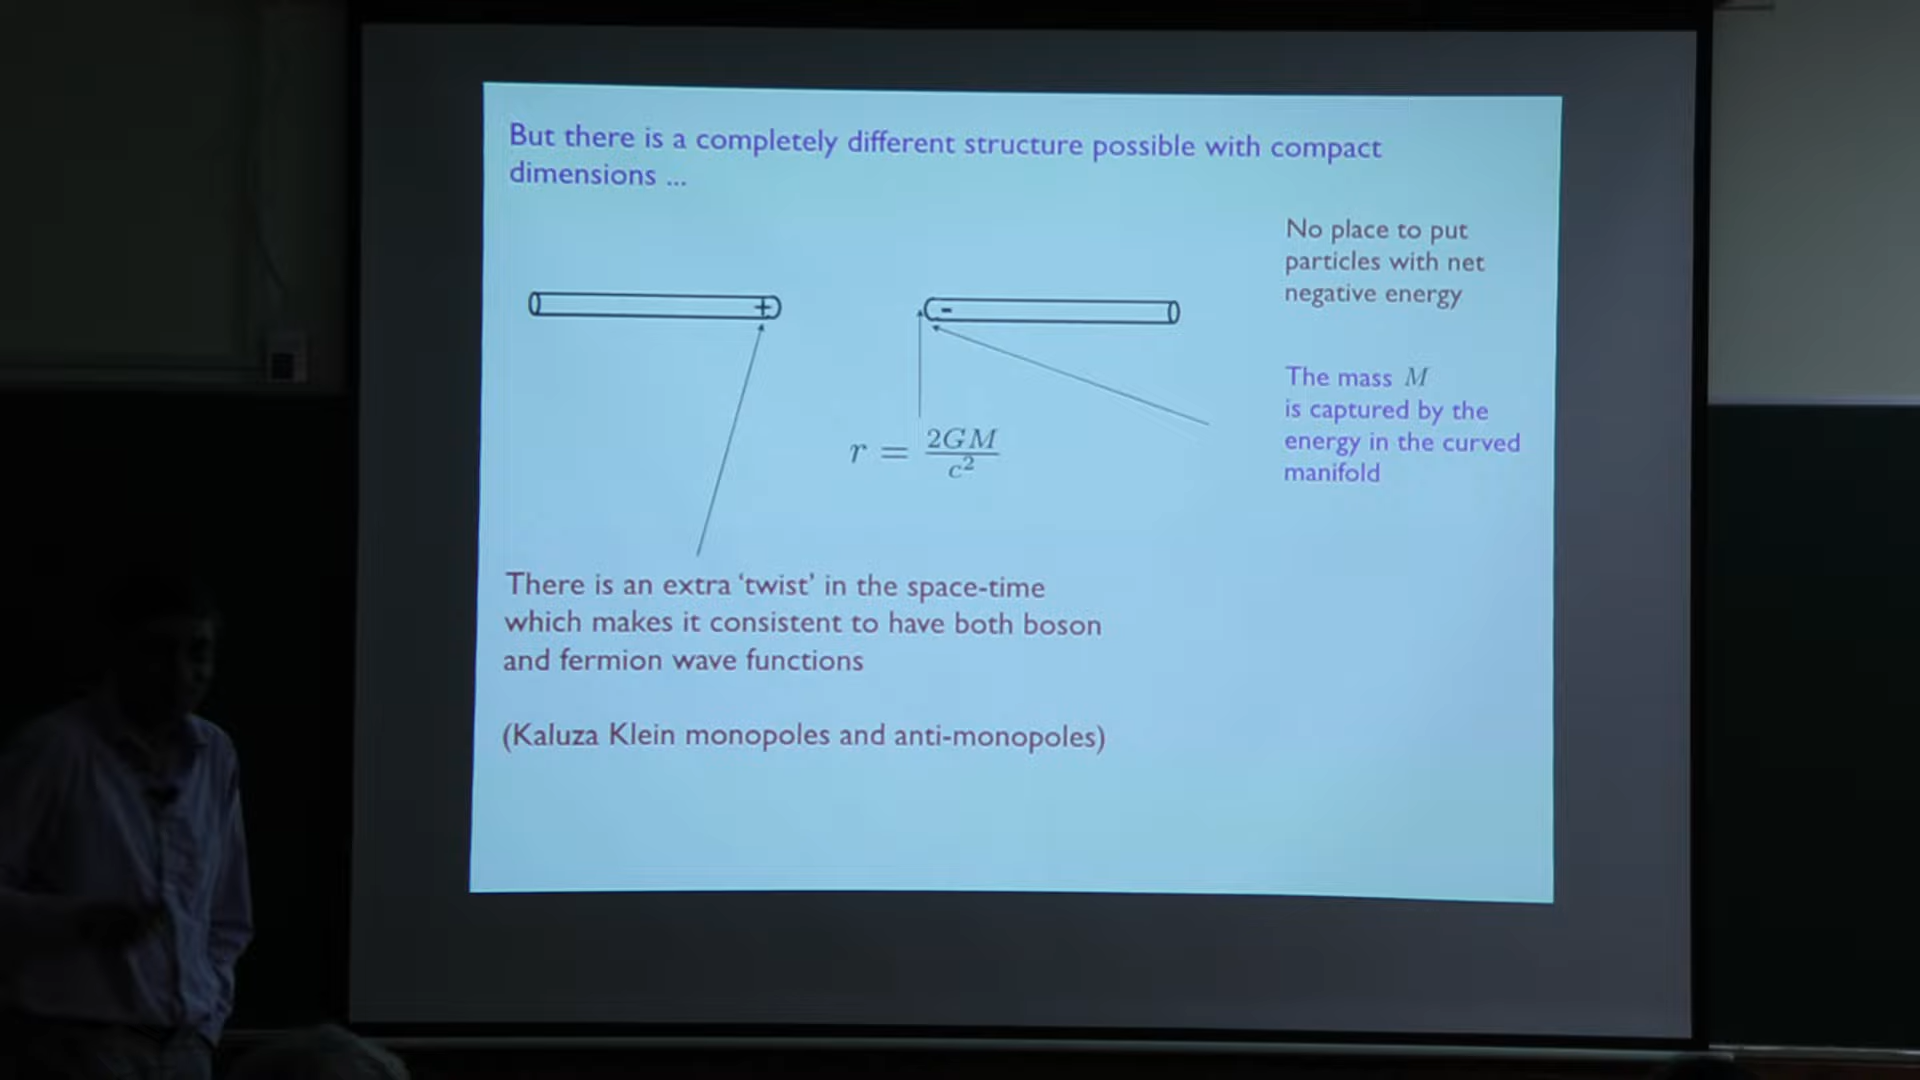 But there is a completely different structure possible with compact
dimensions ...
No place to put
particles with net
negative energy
+
-
The mass M
is captured by the
energy in the curved
manifold
r = 2GM/c²
There is an extra ‘twist’ in the space-time
which makes it consistent to have both boson
and fermion wave functions
(Kaluza Klein monopoles and anti-monopoles)